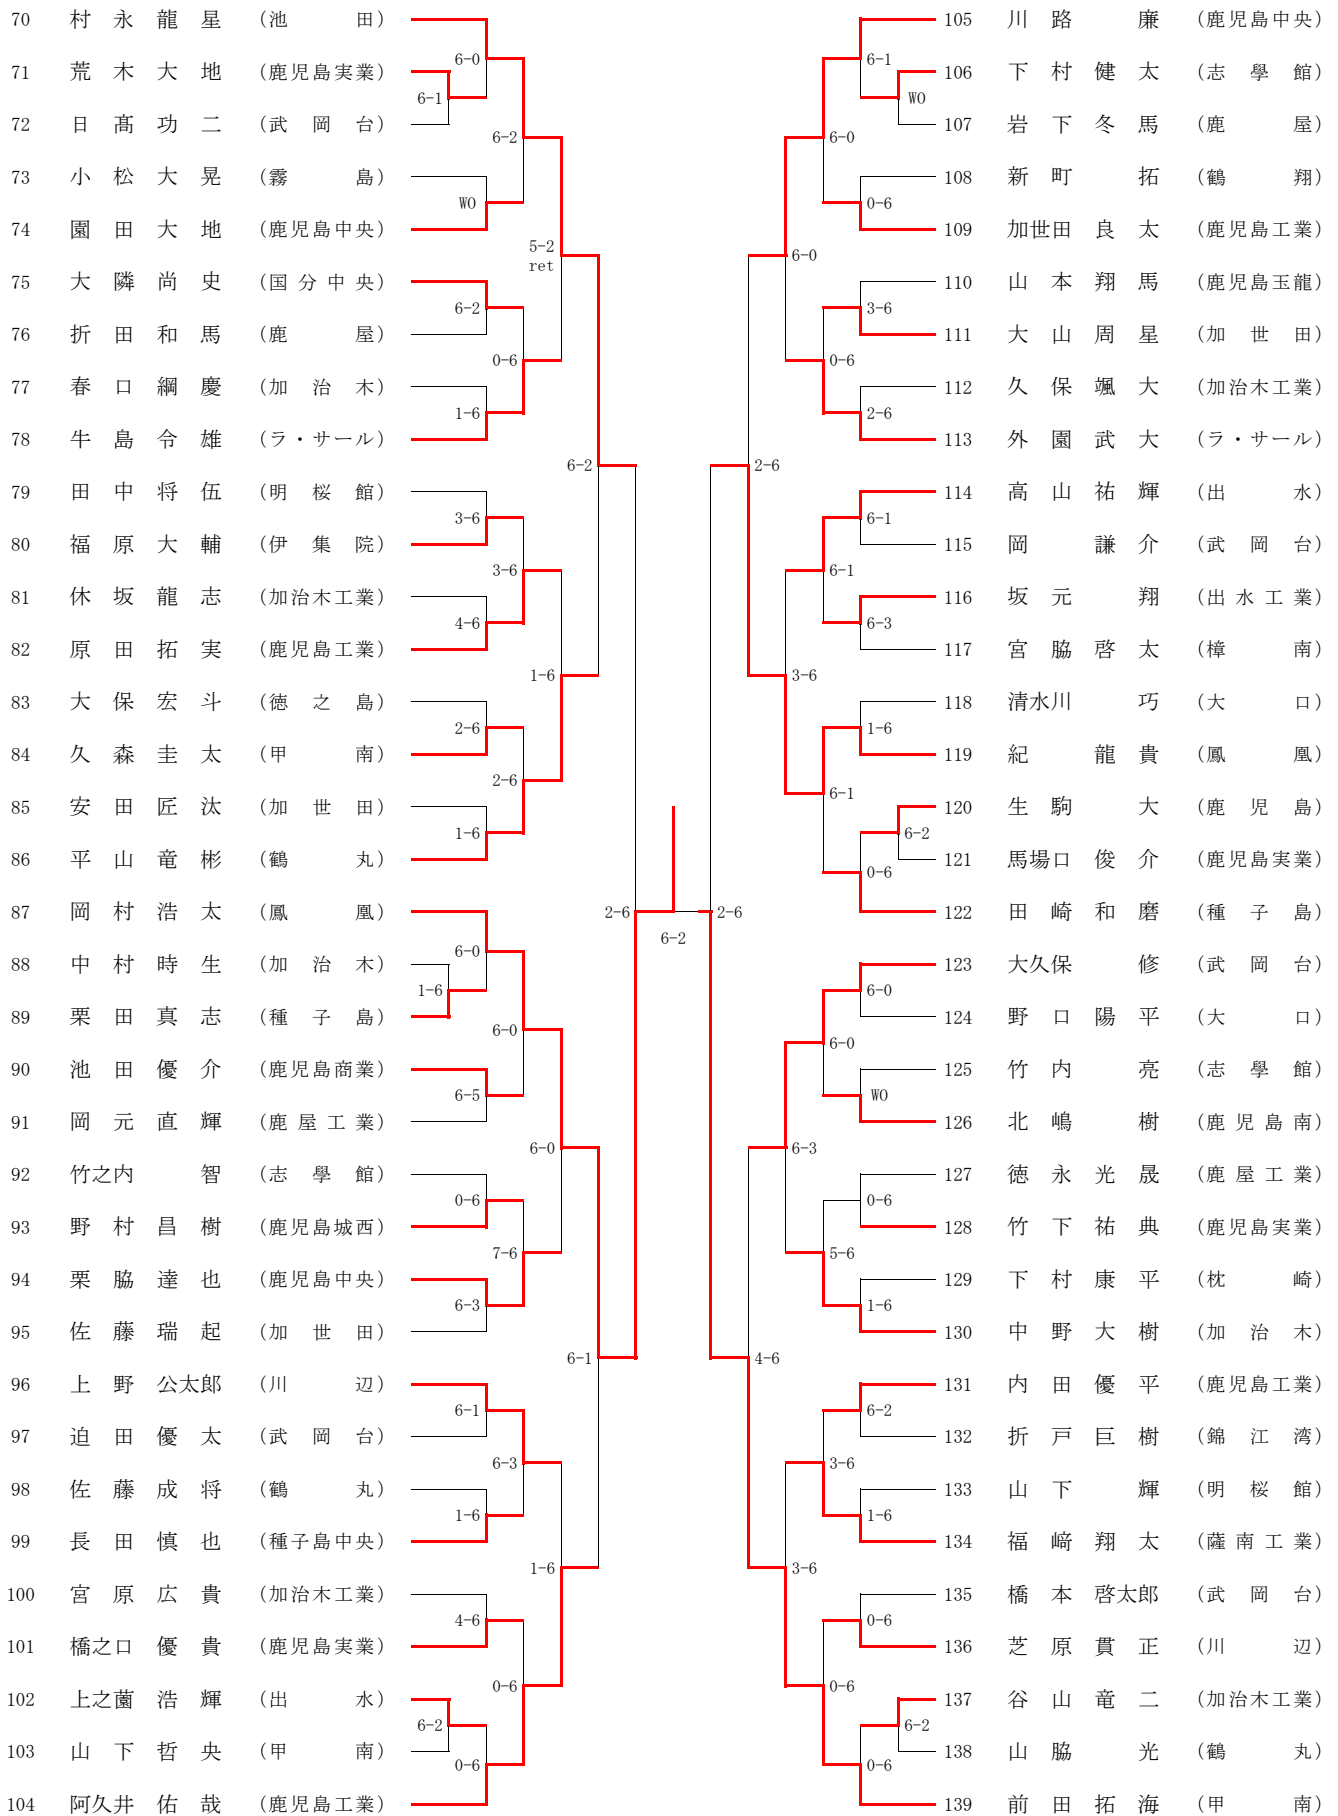 70 村永龍星 (池田)
6-0
71 荒木大地 (鹿児島実業)
6-1
72 日髙功二 (武岡台)
6-2
73 小松大晃 (霧島)
WO
74 園田大地 (鹿児島中央)
5-2
ret
75 大隣尚史 (国分中央)
6-2
76 折田和馬 (鹿屋)
0-6
77 春口綱慶 (加治木)
1-6
78 牛島令雄 (ラ・サール)
6-2
79 田中将伍 (明桜館)
3-6
80 福原大輔 (伊集院)
3-6
81 休坂龍志 (加治木工業)
4-6
82 原田拓実 (鹿児島工業)
1-6
83 大保宏斗 (徳之島)
2-6
84 久森圭太 (甲南)
2-6
85 安田匠汰 (加世田)
1-6
86 平山竜彬 (鶴丸)
87 岡村浩太 (鳳凰)
2-6
6-0
88 中村時生 (加治木)
1-6
89 栗田真志 (種子島)
6-0
90 池田優介 (鹿児島商業)
6-5
91 岡元直輝 (鹿屋工業)
6-0
92 竹之内智 (志學館)
0-6
93 野村昌樹 (鹿児島城西)
7-6
94 栗脇達也 (鹿児島中央)
6-3
95 佐藤瑞起 (加世田)
6-1
96 上野公太郎 (川辺)
6-1
97 迫田優太 (武岡台)
6-3
98 佐藤成将 (鶴丸)
1-6
99 長田慎也 (種子島中央)
1-6
100 宮原広貴 (加治木工業)
4-6
101 橋之口優貴 (鹿児島実業)
0-6
102 上之薗浩輝 (出水)
6-2
103 山下哲央 (甲南)
0-6
104 阿久井佑哉 (鹿児島工業)
6-2
105 川路廉 (鹿児島中央)
6-1
106 下村健太 (志學館)
WO
107 岩下冬馬 (鹿屋)
6-0
108 新町拓 (鶴翔)
0-6
109 加世田良太 (鹿児島工業)
6-0
110 山本翔馬 (鹿児島玉龍)
3-6
111 大山周星 (加世田)
0-6
112 久保颯大 (加治木工業)
2-6
113 外園武大 (ラ・サール)
2-6
114 高山祐輝 (出水)
6-1
115 岡謙介 (武岡台)
6-1
116 坂元翔 (出水工業)
6-3
117 宮脇啓太 (樟南)
3-6
118 清水川巧 (大口)
1-6
119 紀龍貴 (鳳凰)
6-1
120 生駒大 (鹿児島)
6-2
121 馬場口俊介 (鹿児島実業)
0-6
122 田崎和磨 (種子島)
2-6
123 大久保修 (武岡台)
6-0
124 野口陽平 (大口)
6-0
125 竹内亮 (志學館)
WO
126 北嶋樹 (鹿児島南)
6-3
127 徳永光晟 (鹿屋工業)
0-6
128 竹下祐典 (鹿児島実業)
5-6
129 下村康平 (枕崎)
1-6
130 中野大樹 (加治木)
4-6
131 内田優平 (鹿児島工業)
6-2
132 折戸巨樹 (錦江湾)
3-6
133 山下輝 (明桜館)
1-6
134 福﨑翔太 (薩南工業)
3-6
135 橋本啓太郎 (武岡台)
0-6
136 芝原貫正 (川辺)
0-6
137 谷山竜二 (加治木工業)
6-2
138 山脇光 (鶴丸)
0-6
139 前田拓海 (甲南)